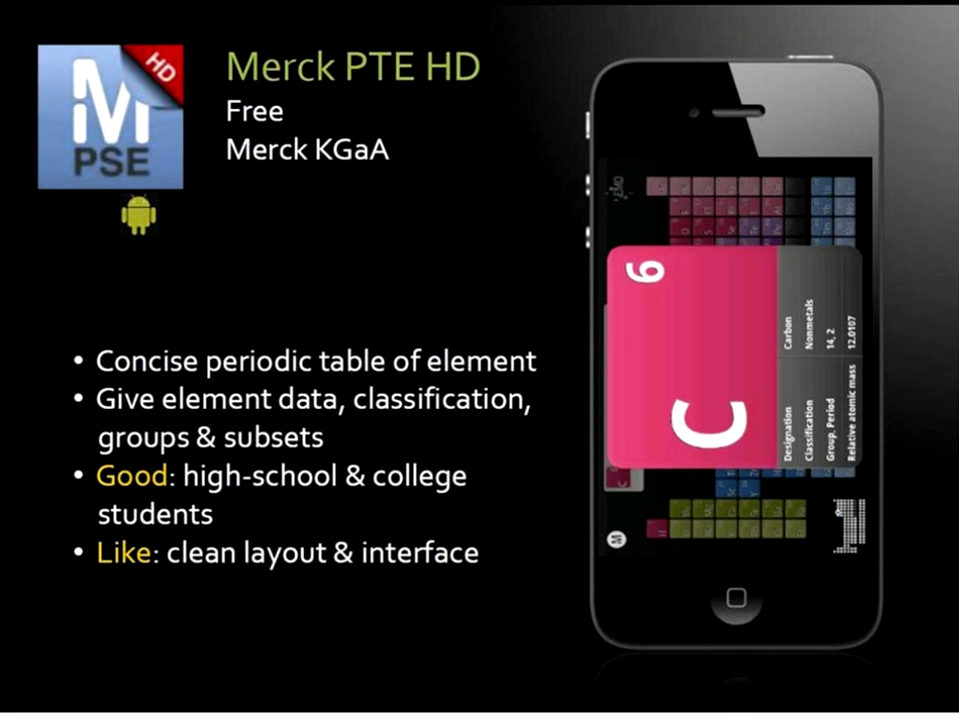 HD
M
PSE
Merck PTE HD
Free
Merck KGaA
• Concise periodic table of element
• Give element data, classification,
groups & subsets
• Good: high-school & college
students
• Like: clean layout & interface
EMD
6
C
Designation Carbon
Classification Nonmetals
Group, Period 14, 2
Relative atomic mass 12.0107
M